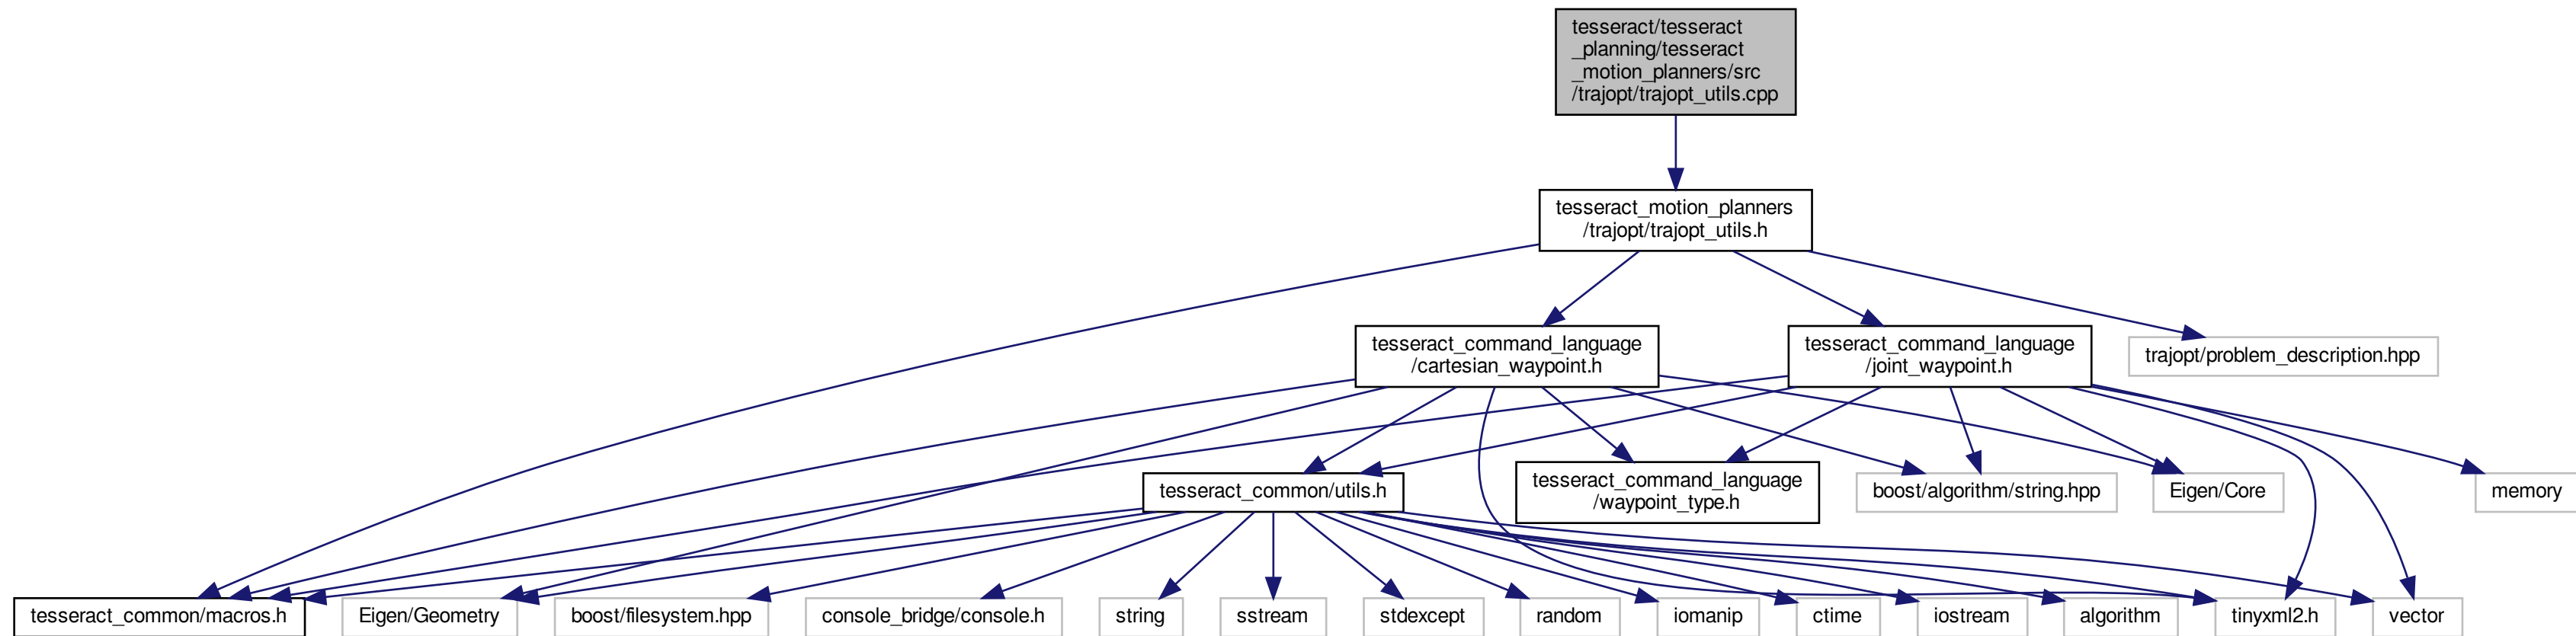 tesseract/tesseract
_planning/tesseract
_motion_planners/src
/trajopt/trajopt_utils.cpp
tesseract_motion_planners
/trajopt/trajopt_utils.h
tesseract_command_language
/cartesian_waypoint.h
tesseract_command_language
/joint_waypoint.h
trajopt/problem_description.hpp
tesseract_common/utils.h
tesseract_command_language
/waypoint_type.h
boost/algorithm/string.hpp
Eigen/Core
memory
tesseract_common/macros.h
Eigen/Geometry
boost/filesystem.hpp
console_bridge/console.h
string
sstream
stdexcept
random
iomanip
ctime
iostream
algorithm
tinyxml2.h
vector